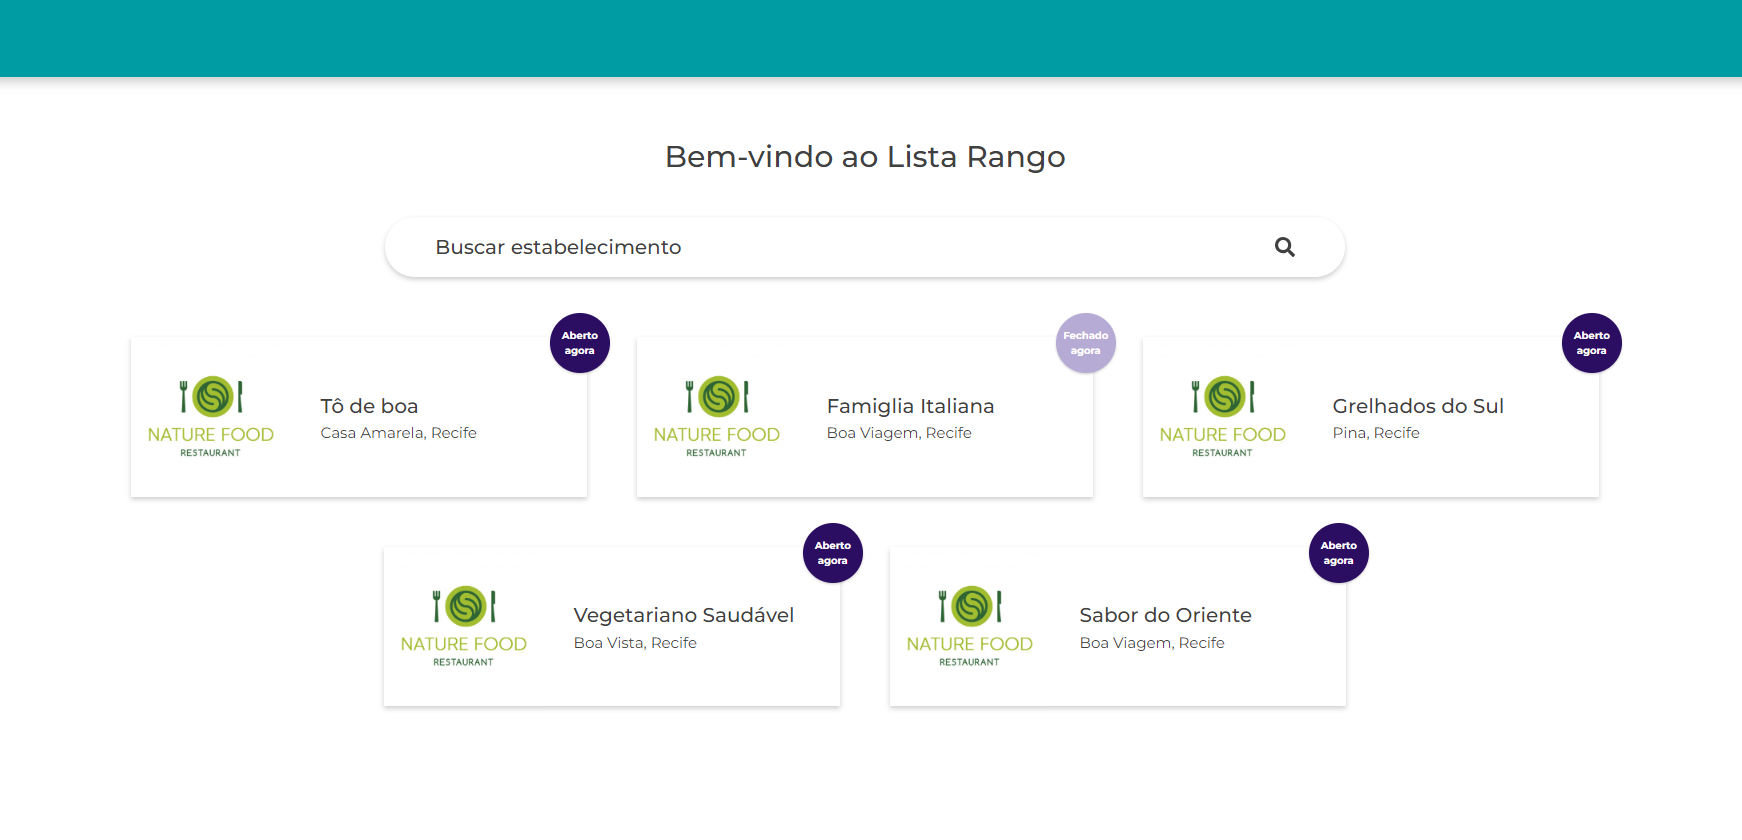 Bem-vindo ao Lista Rango
Buscar estabelecimento
Aberto
agora
NATURE FOOD
RESTAURANT
Tô de boa
Casa Amarela, Recife
Fechado
agora
NATURE FOOD
RESTAURANT
Famiglia Italiana
Boa Viagem, Recife
Aberto
agora
NATURE FOOD
RESTAURANT
Grelhados do Sul
Pina, Recife
Aberto
agora
NATURE FOOD
RESTAURANT
Vegetariano Saudável
Boa Vista, Recife
Aberto
agora
NATURE FOOD
RESTAURANT
Sabor do Oriente
Boa Viagem, Recife